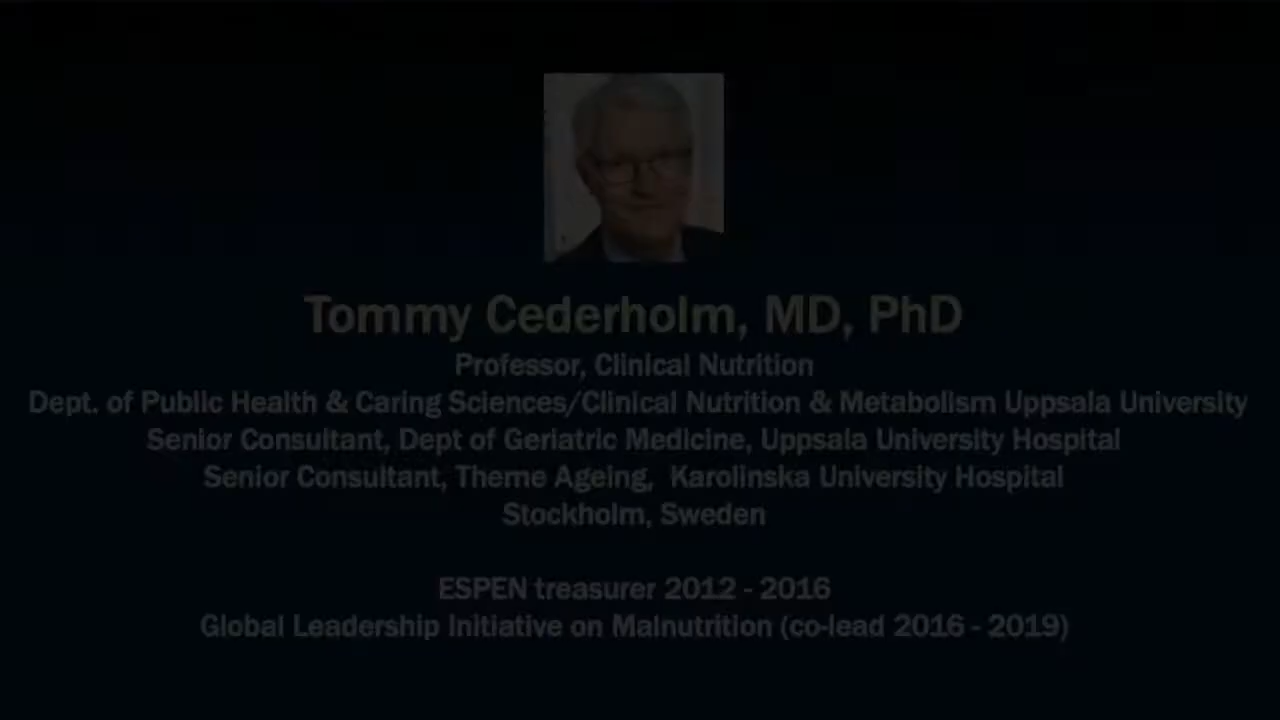 Tommy Cederholm, MD, PhD
Professor, Clinical Nutrition
Dept. of Public Health & Caring Sciences/Clinical Nutrition & Metabolism Uppsala University
Senior Consultant, Dept of Geriatric Medicine, Uppsala University Hospital
Senior Consultant, Theme Ageing, Karolinska University Hospital
Stockholm, Sweden
ESPEN treasurer 2012 - 2016
Global Leadership Initiative on Malnutrition (co-lead 2016 - 2019)